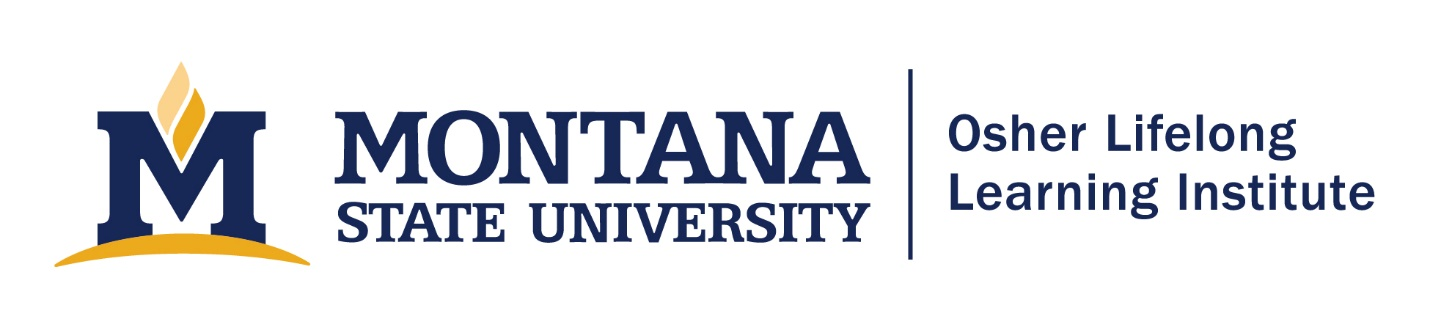 M
MONTANA
STATE UNIVERSITY
Osher Lifelong
Learning Institute